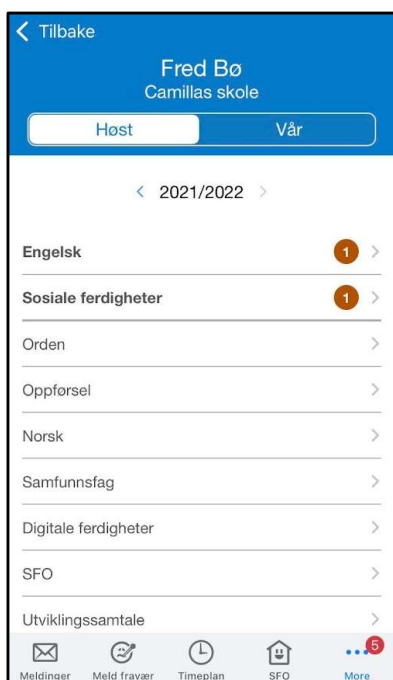 Tilbake
Fred Bø
Camillas skole
Høst Vår
2021/2022
Engelsk 1
Sosiale ferdigheter 1
Orden
Oppførsel
Norsk
Samfunnsfag
Digitale ferdigheter
SFO
Utviklingssamtale
5
Meldinger Meld fravær Timeplan SFO More